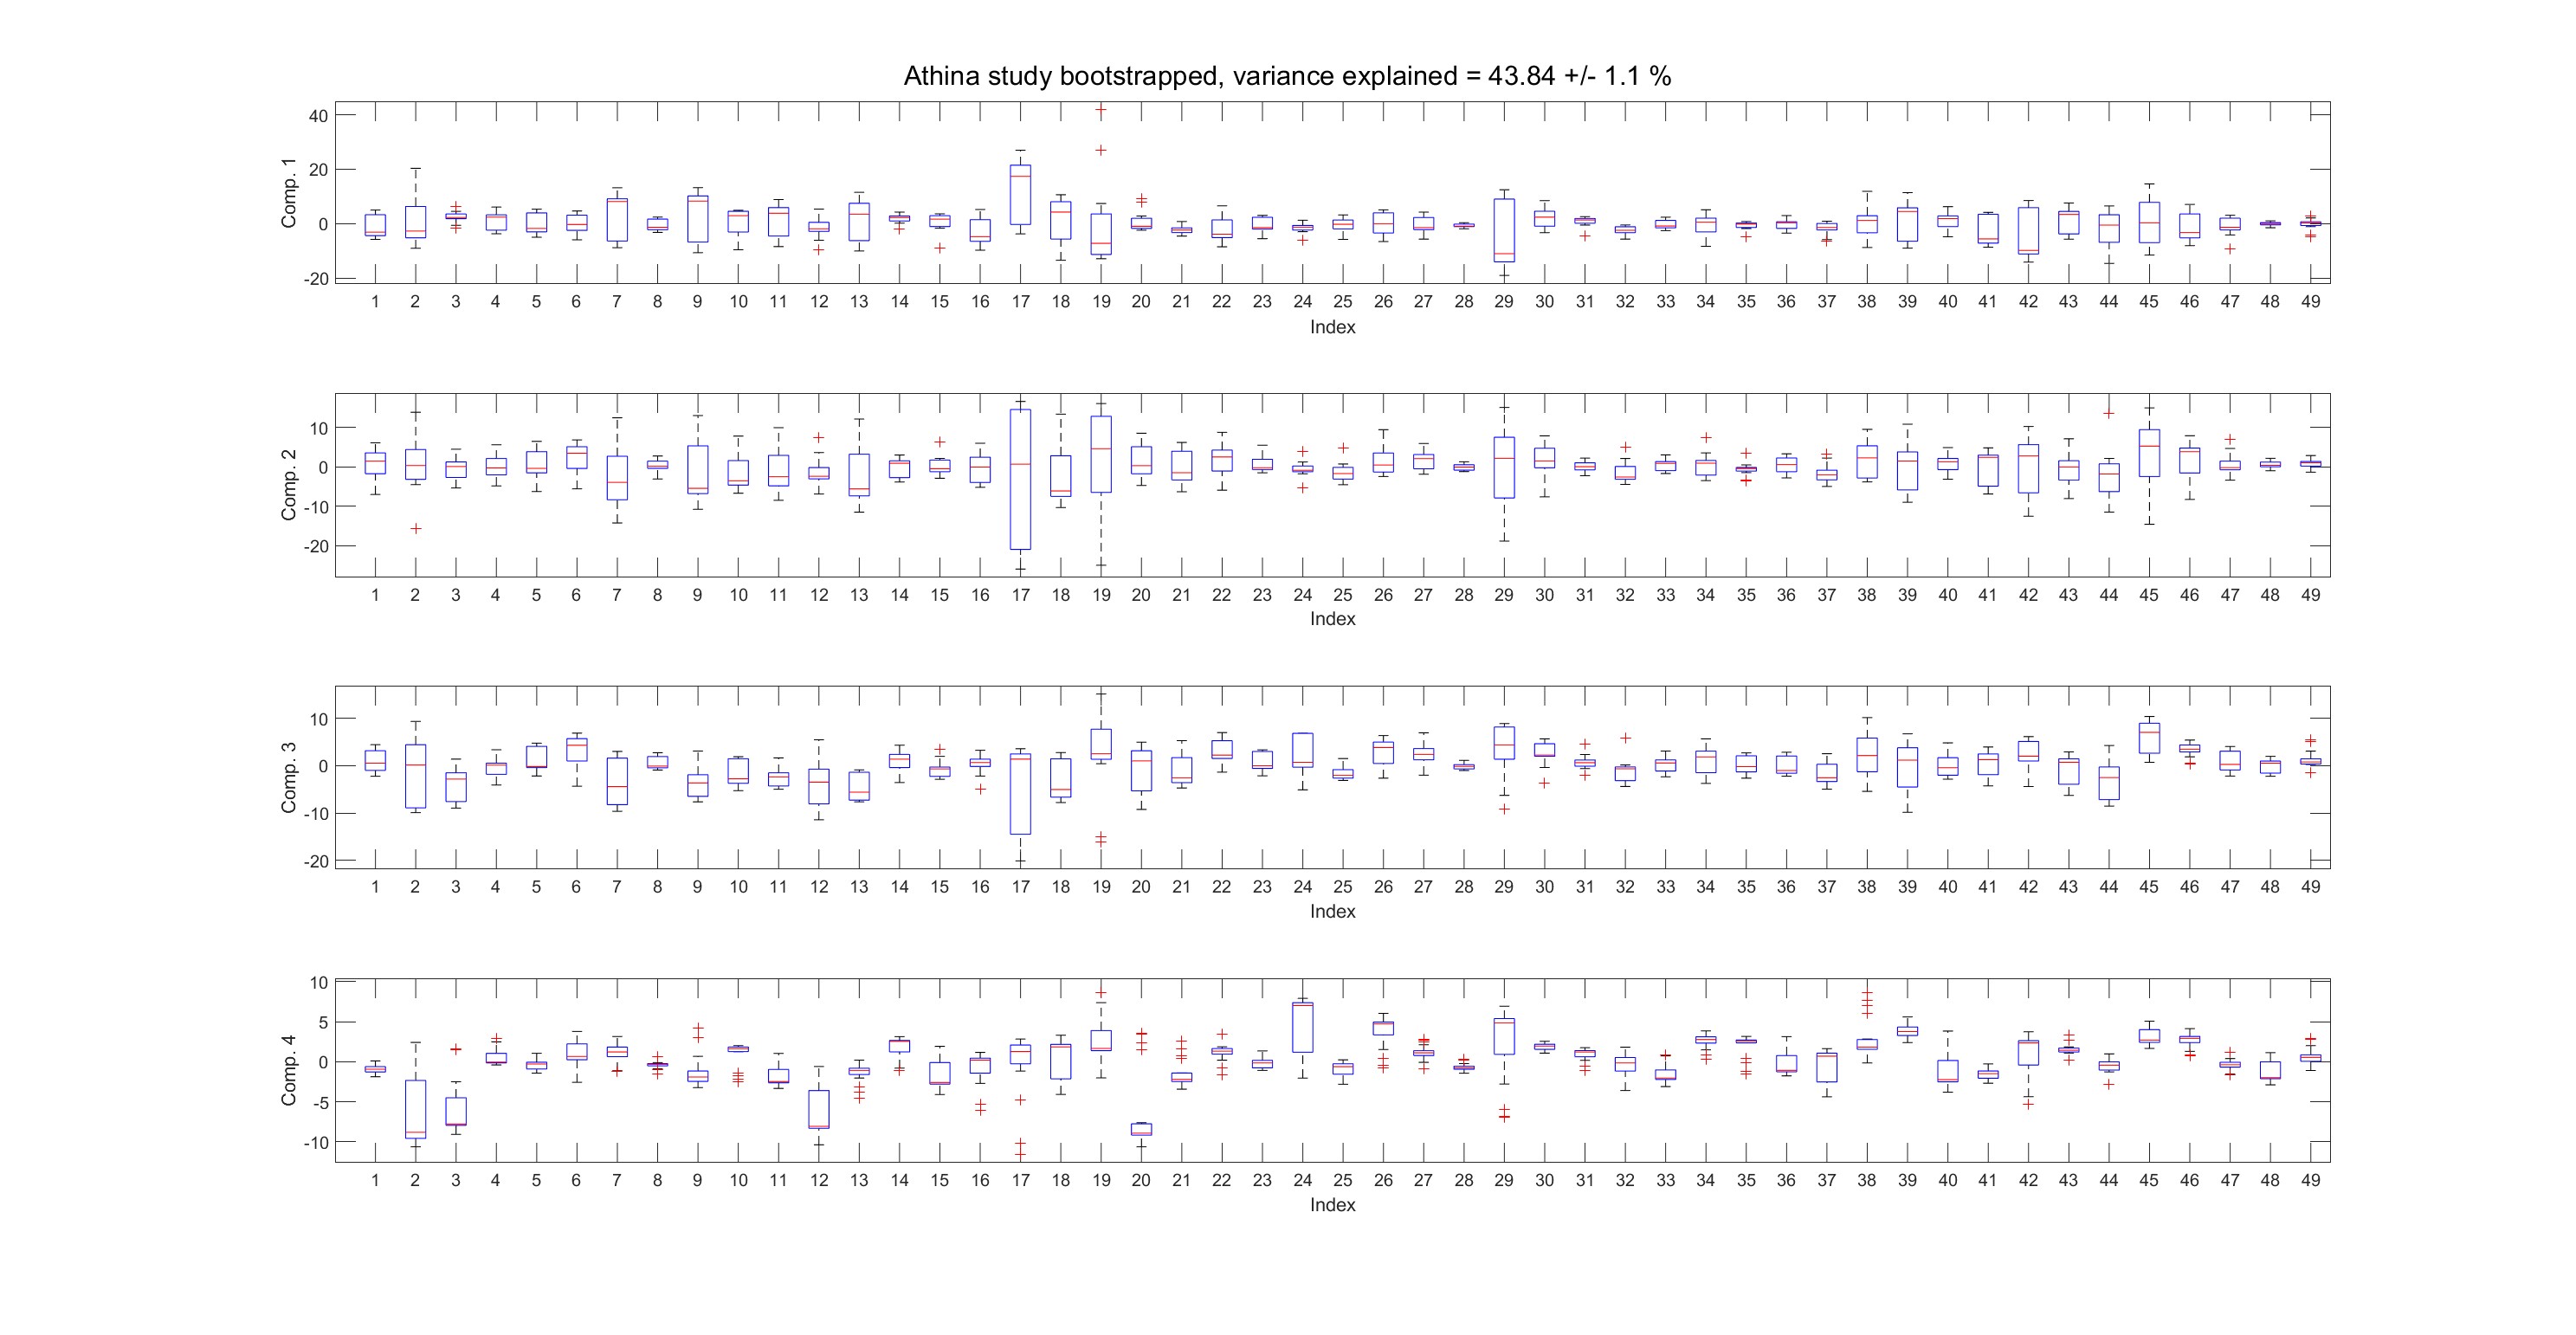 Athina study bootstrapped, variance explained = 43.84 +/- 1.1 %
Comp. 1
40
20
0
-20
1 2 3 4 5 6 7 8 9 10 11 12 13 14 15 16 17 18 19 20 21 22 23 24 25 26 27 28 29 30 31 32 33 34 35 36 37 38 39 40 41 42 43 44 45 46 47 48 49
Index
Comp. 2
10
0
-10
-20
1 2 3 4 5 6 7 8 9 10 11 12 13 14 15 16 17 18 19 20 21 22 23 24 25 26 27 28 29 30 31 32 33 34 35 36 37 38 39 40 41 42 43 44 45 46 47 48 49
Index
Comp. 3
10
0
-10
-20
1 2 3 4 5 6 7 8 9 10 11 12 13 14 15 16 17 18 19 20 21 22 23 24 25 26 27 28 29 30 31 32 33 34 35 36 37 38 39 40 41 42 43 44 45 46 47 48 49
Index
Comp. 4
10
5
0
-5
-10
1 2 3 4 5 6 7 8 9 10 11 12 13 14 15 16 17 18 19 20 21 22 23 24 25 26 27 28 29 30 31 32 33 34 35 36 37 38 39 40 41 42 43 44 45 46 47 48 49
Index